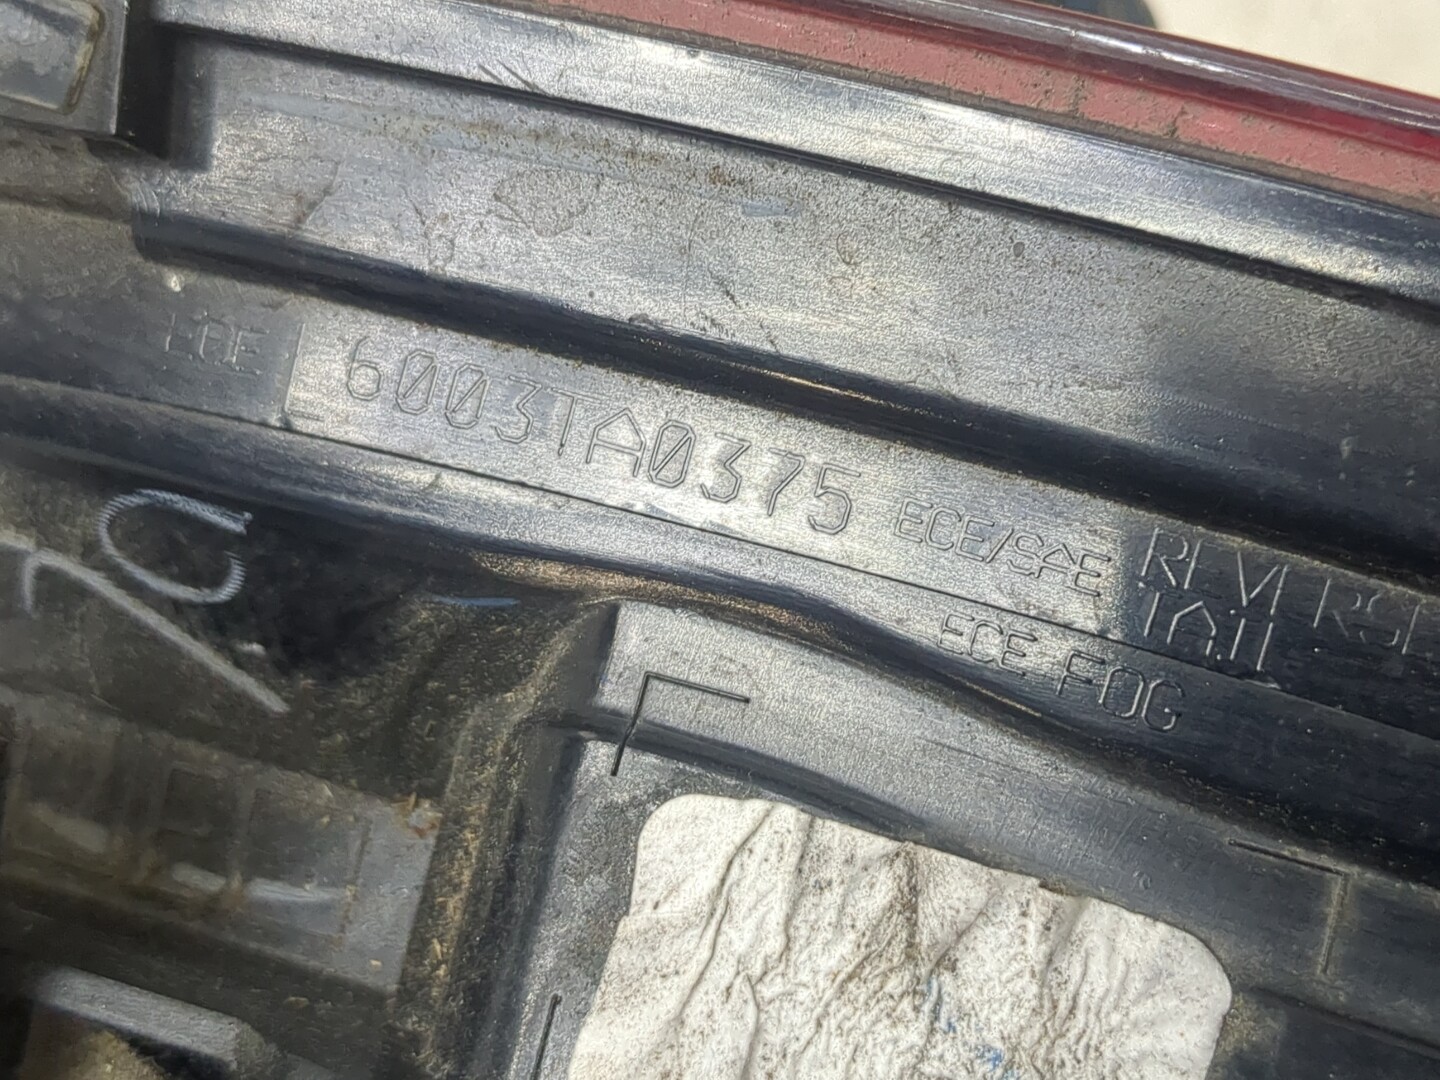 ECE 6003TA0375 ECE/SAE REVERSE
TAIL
ECE FOG